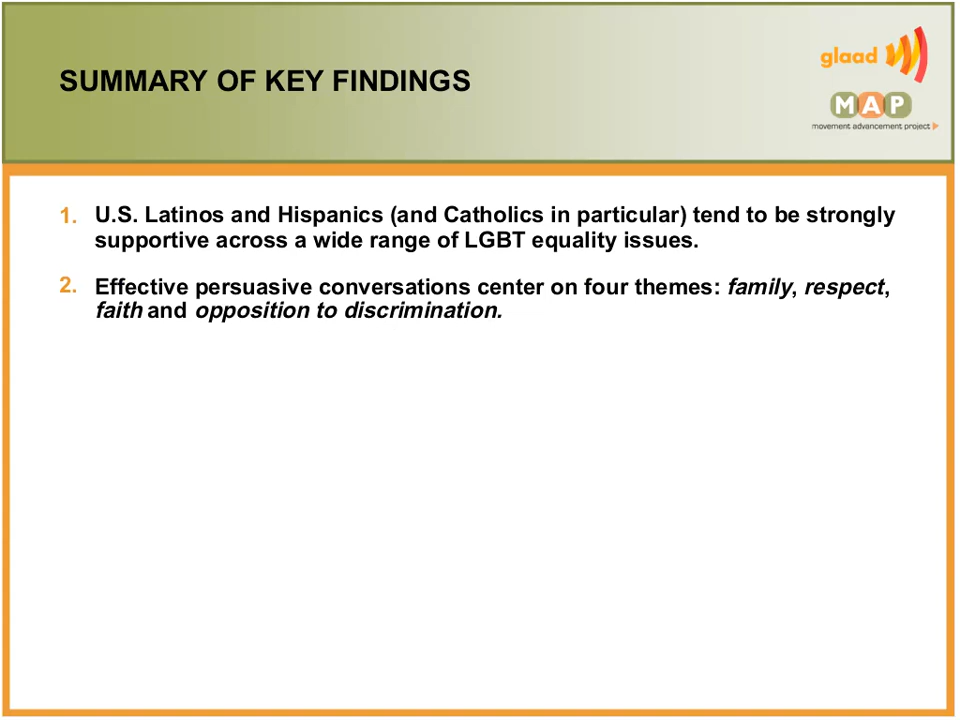 SUMMARY OF KEY FINDINGS
glaad
MAP
movement advancement project
1. U.S. Latinos and Hispanics (and Catholics in particular) tend to be strongly
supportive across a wide range of LGBT equality issues.
2. Effective persuasive conversations center on four themes: family, respect,
faith and opposition to discrimination.